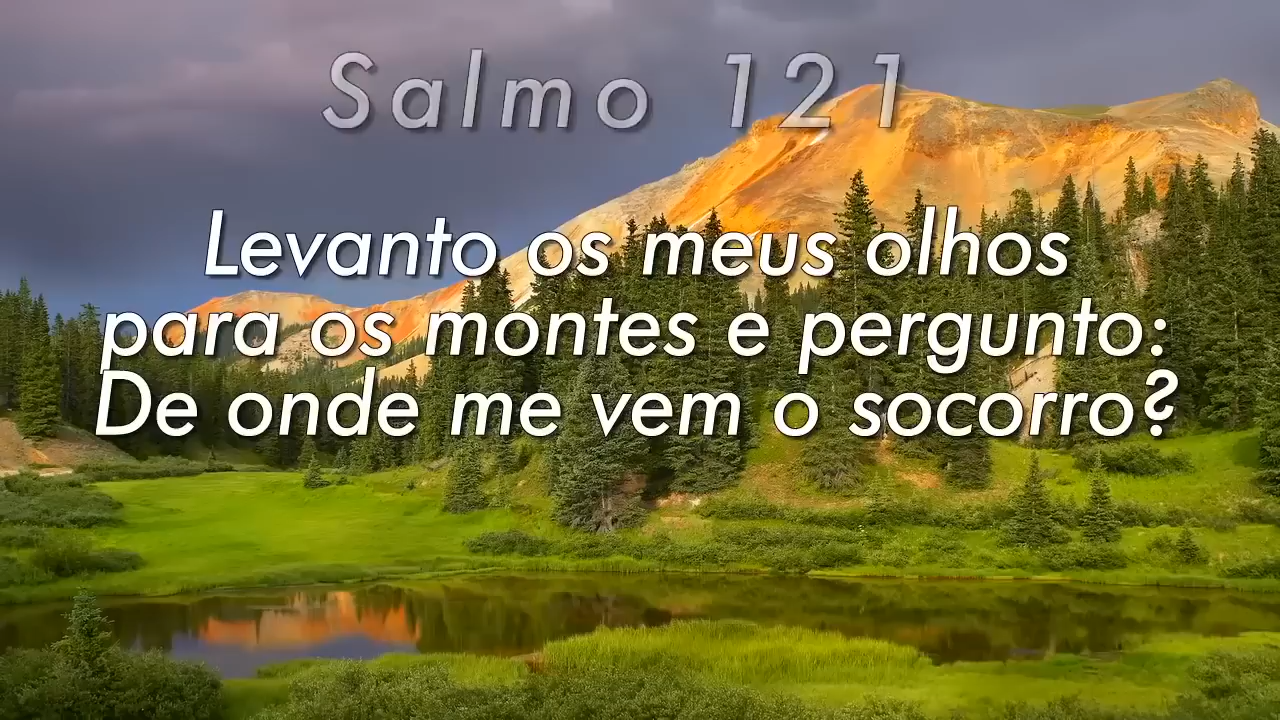 Salmo 121
Levanto os meus olhos
para os montes e pergunto:
De onde me vem o socorro?